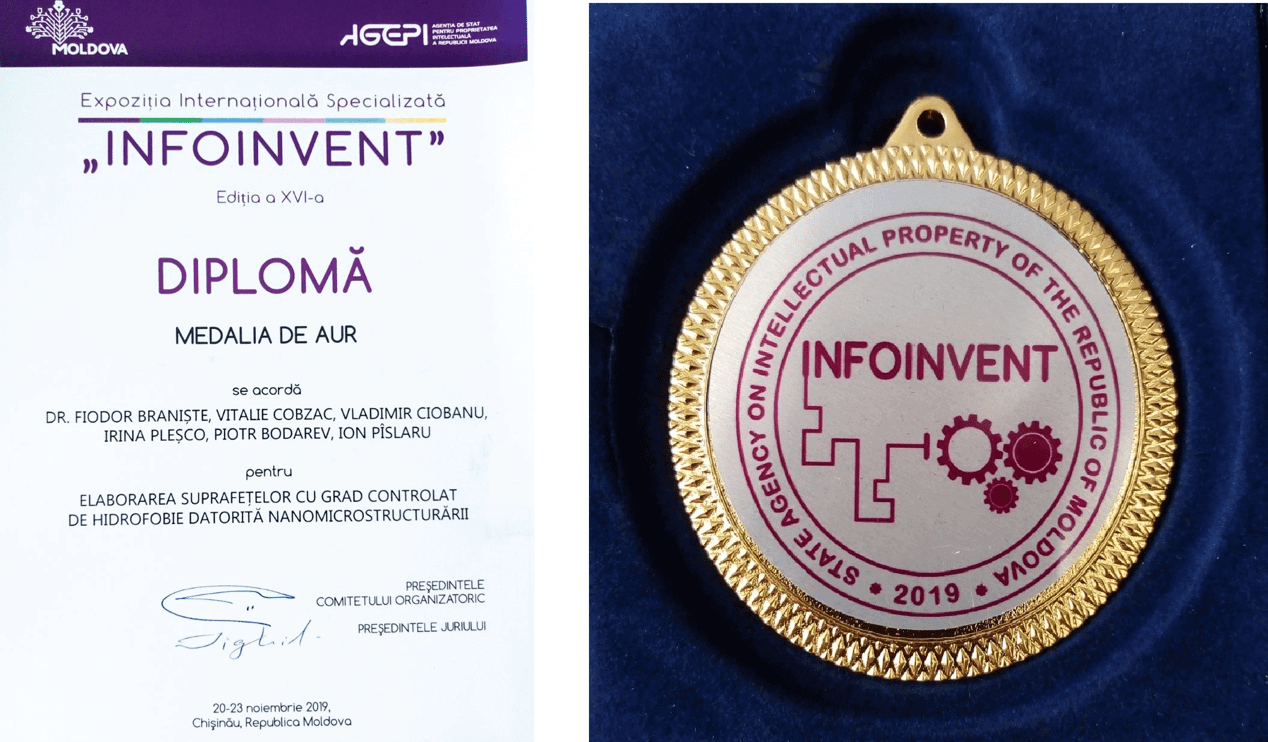 MOLDOVA
AGEPI
AGENȚIA DE STAT
PENTRU PROPRIETATEA
INTELECTUALĂ
A REPUBLICII MOLDOVA
Expoziția Internațională Specializată
„INFOINVENT”
Ediția a XVI-a
DIPLOMĂ
MEDALIA DE AUR
se acordă
DR. FIODOR BRANIȘTE, VITALIE COBZAC, VLADIMIR CIOBANU,
IRINA PLEȘCO, PIOTR BODAREV, ION PÎSLARU
pentru
ELABORAREA SUPRAFEȚELOR CU GRAD CONTROLAT
DE HIDROFOBIE DATORITĂ NANOMICROSTRUCTURĂRII
PREŞEDINTELE
COMITETULUI ORGANIZATORIC
PREŞEDINTELE JURIULUI
20-23 noiembrie 2019,
Chişinău, Republica Moldova
STATE AGENCY ON INTELLECTUAL PROPERTY OF THE REPUBLIC OF MOLDOVA
INFOINVENT
* 2019 *